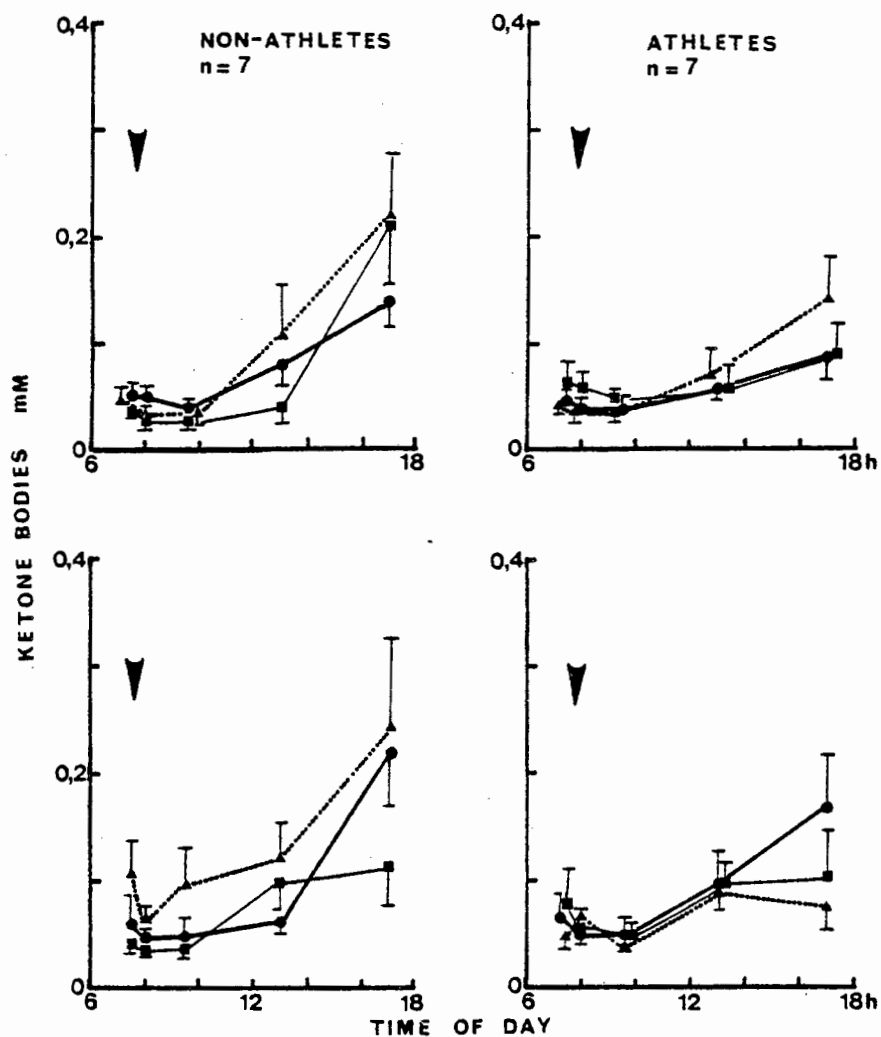 0,4
NON-ATHLETES
n = 7
0,2
0
6
18
0,4
ATHLETES
n = 7
0
6
18h
KETONE BODIES mM
0,4
0,2
0
6
12
18
0,4
0
6
12
18h
TIME OF DAY